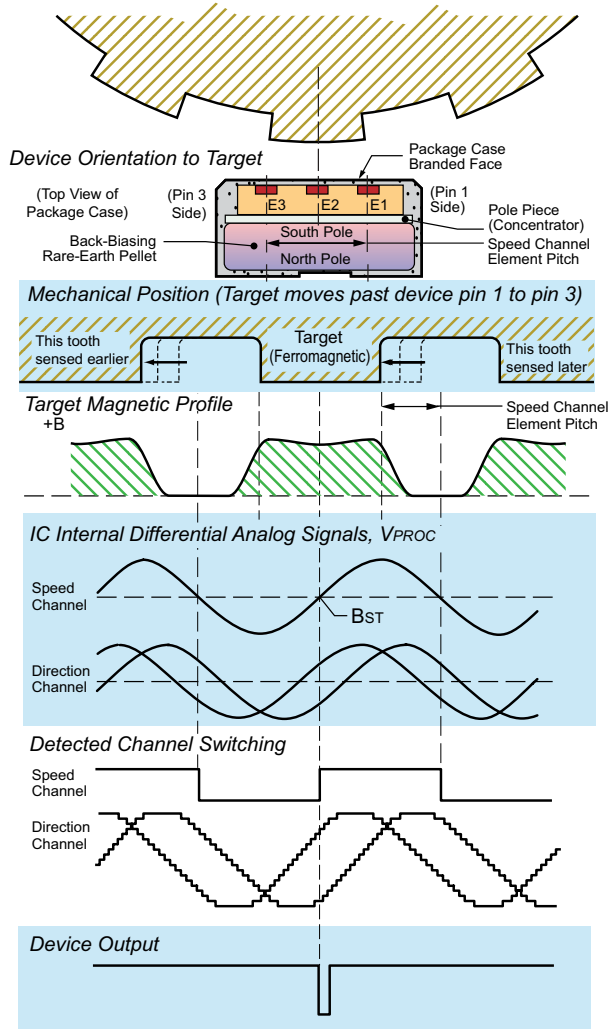 Device Orientation to Target
Package Case
Branded Face
(Top View of
Package Case)
(Pin 3
Side)
E3
E2
E1
(Pin 1
Side)
Pole Piece
(Concentrator)
Back-Biasing
Rare-Earth Pellet
South Pole
North Pole
Speed Channel
Element Pitch
Mechanical Position (Target moves past device pin 1 to pin 3)
This tooth
sensed earlier
Target
(Ferromagnetic)
This tooth
sensed later
Target Magnetic Profile
+B
Speed Channel
Element Pitch
IC Internal Differential Analog Signals, VPROC
Speed
Channel
BST
Direction
Channel
Detected Channel Switching
Speed
Channel
Direction
Channel
Device Output